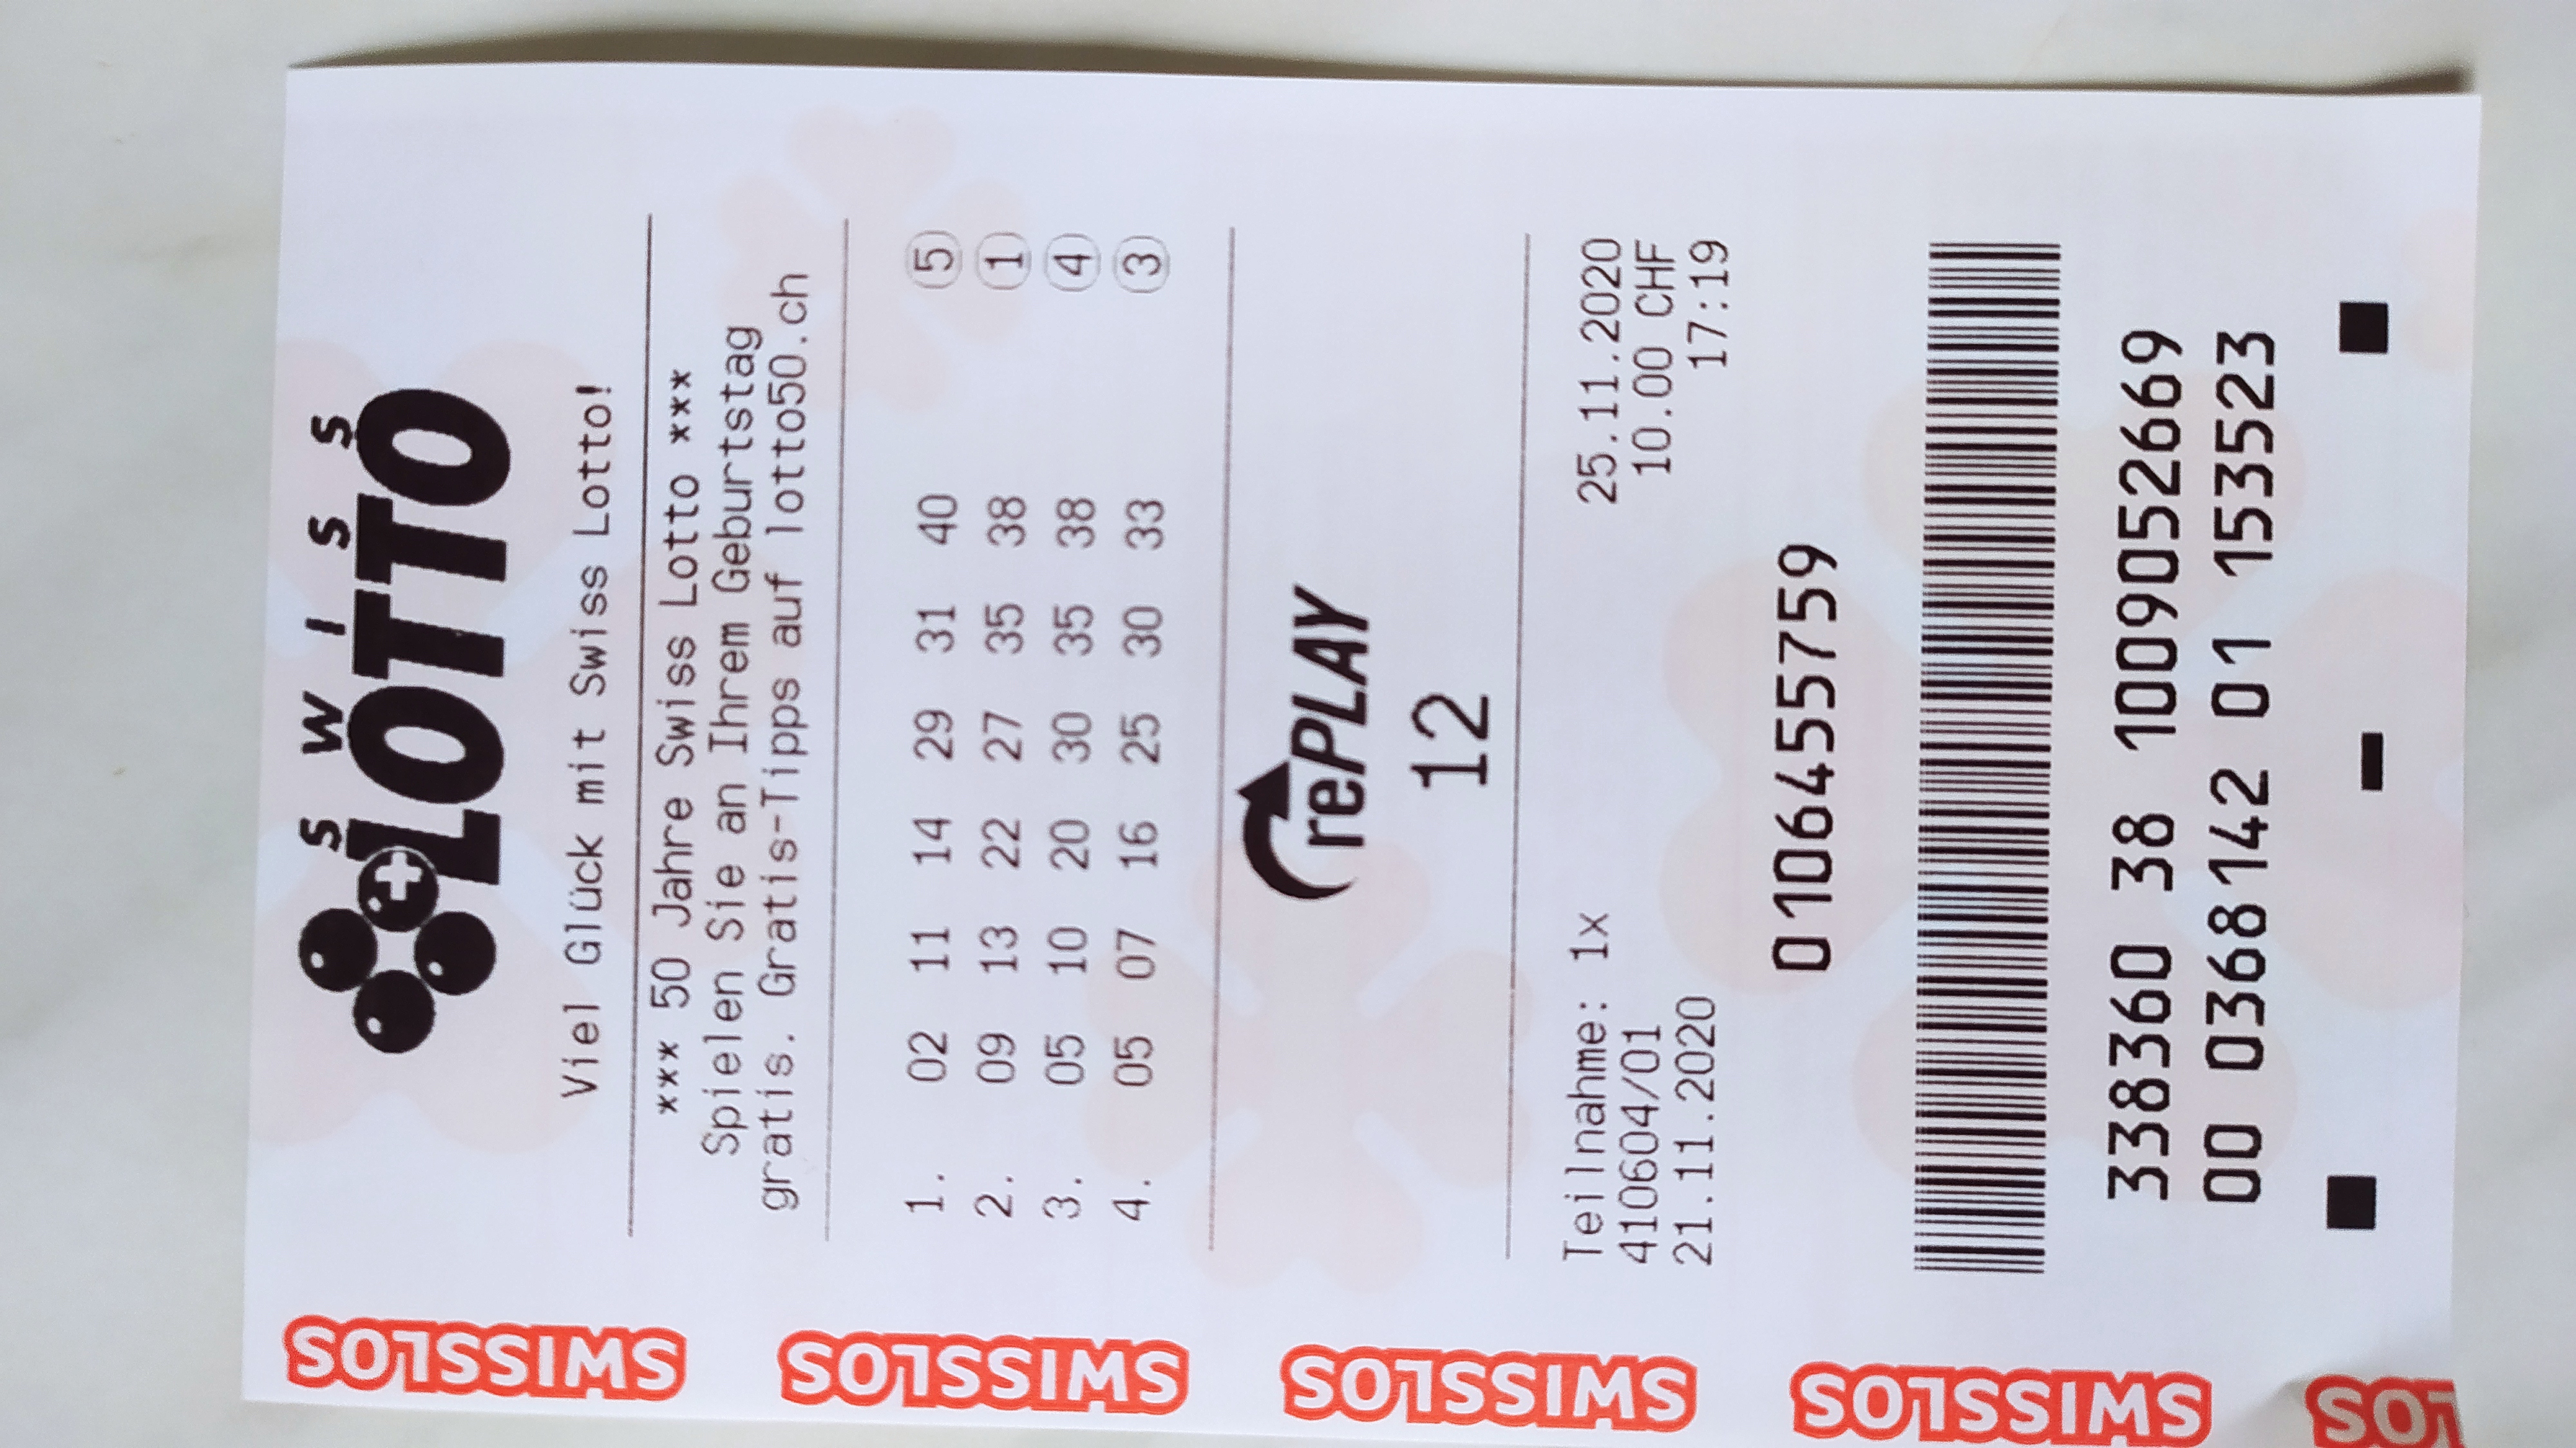 SWISS
LOTTO
Viel Glück mit Swiss Lotto!
*** 50 Jahre Swiss Lotto ***
Spielen Sie an Ihrem Geburtstag
gratis. Gratis-Tipps auf lotto50.ch
1. 02 11 14 29 31 40 5
2. 09 13 22 27 35 38 1
3. 05 10 20 30 35 38 4
4. 05 07 16 25 30 33 3
rePLAY
12
Teilnahme: 1x 25.11.2020
410604/01 10.00 CHF
21.11.2020 17:19
0106455759
338360 38 1009052669
00 0368142 01 153523
SWISSLOS
SWISSLOS
SWISSLOS
SWISSLOS
LOS